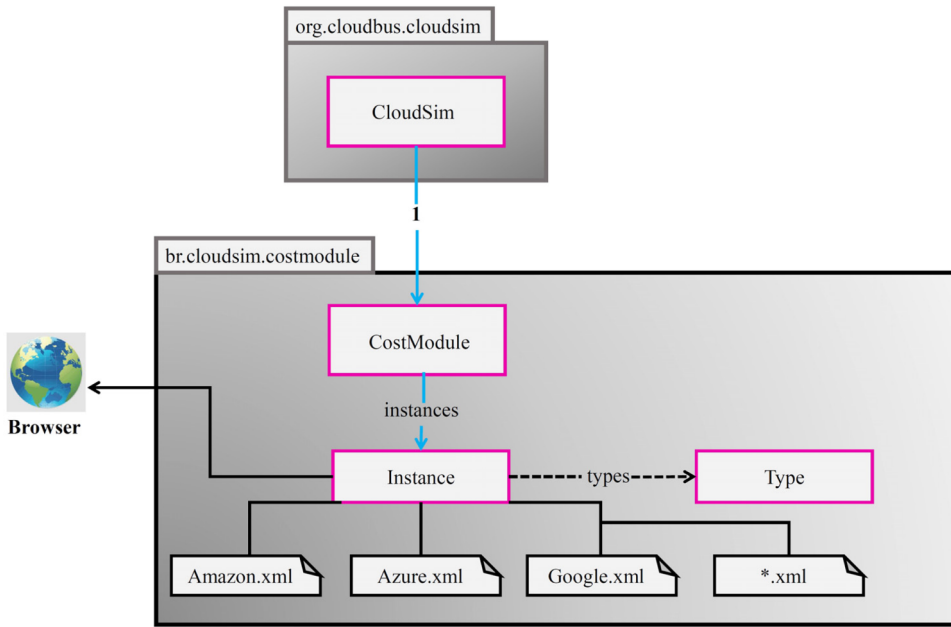 org.cloudbus.cloudsim
CloudSim
1
br.cloudsim.costmodule
CostModule
Browser
instances
Instance
types
Type
Amazon.xml
Azure.xml
Google.xml
*.xml